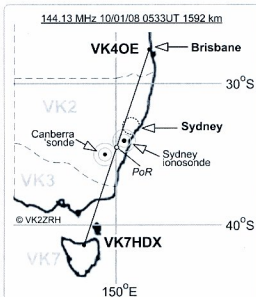 144.13 MHz 10/01/08 0533UT 1592 km
VK4OE
Brisbane
30°S
VK2
Canberra
'sonde
Sydney
Sydney
ionosonde
PoR
VK3
© VK2ZRH
40°S
VK7HDX
VK7
150°E